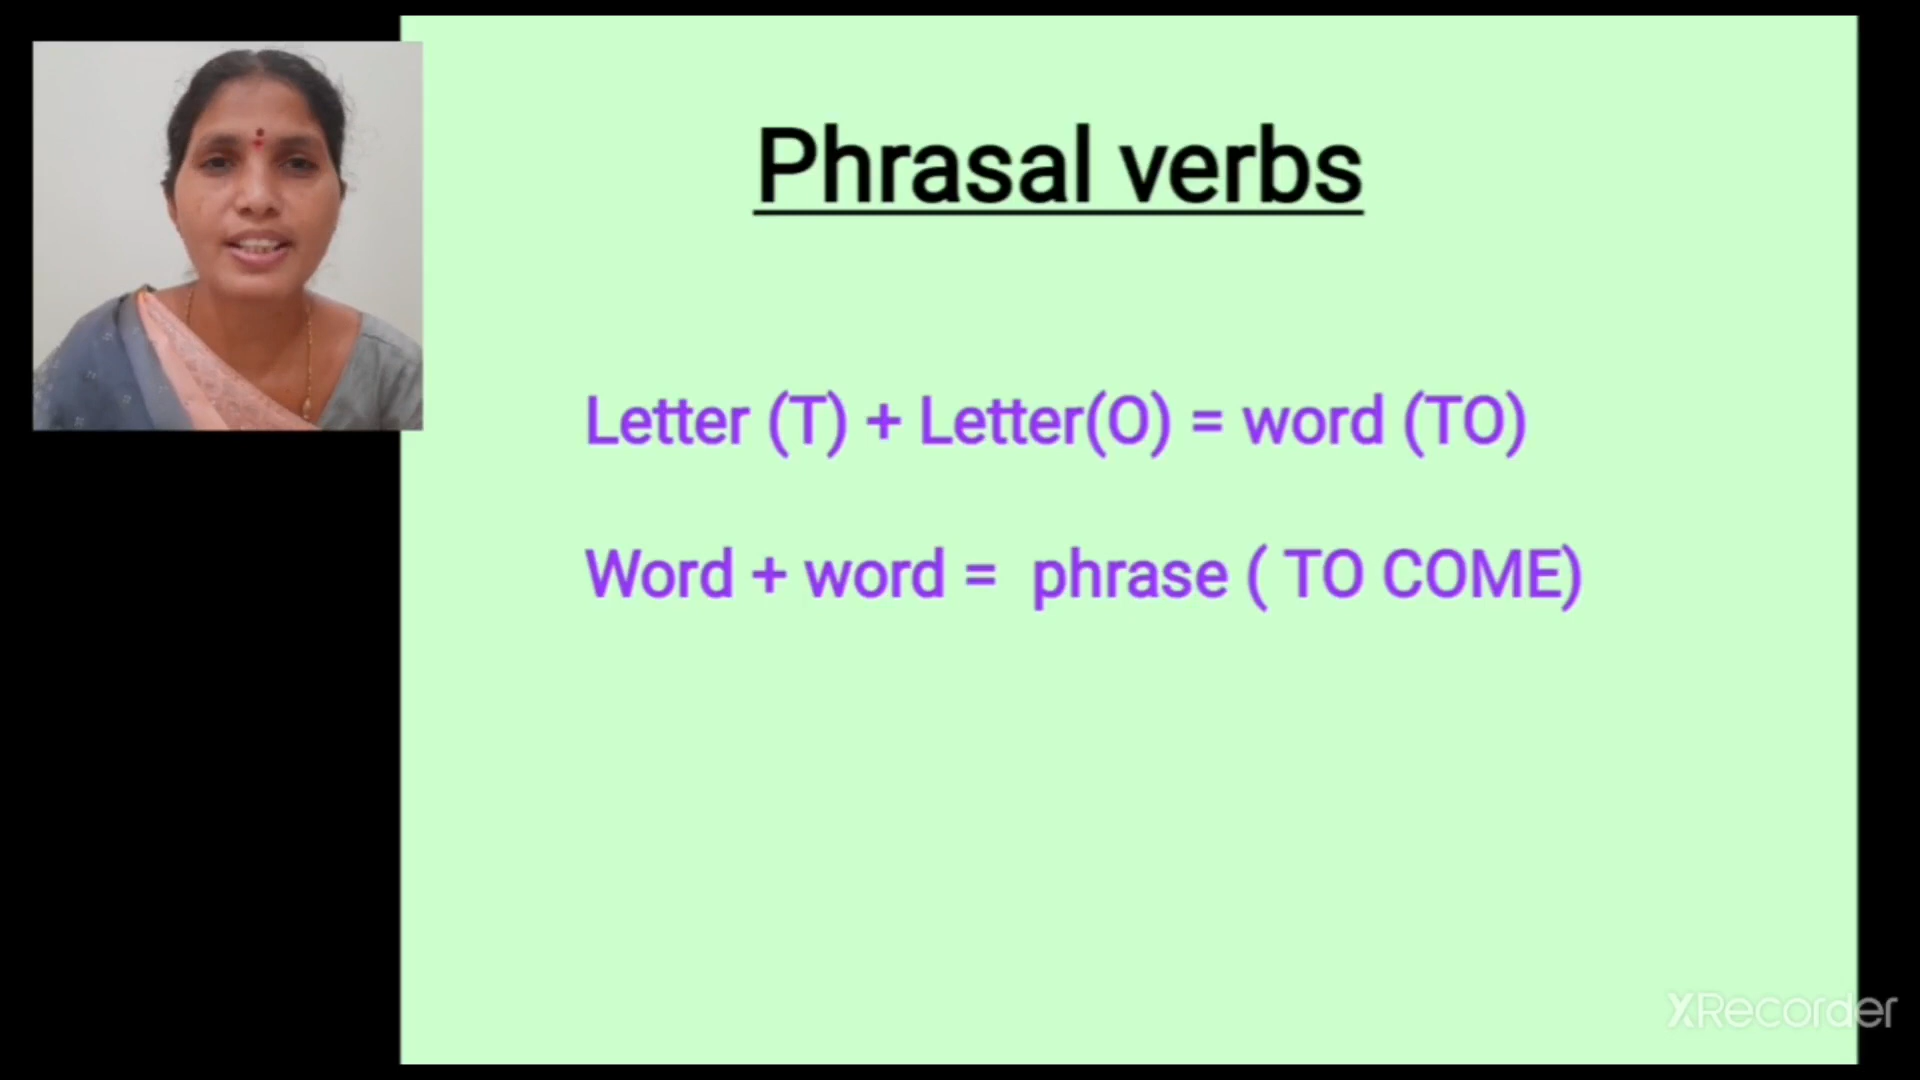 Phrasal verbs
Letter (T) + Letter(O) = word (TO)
Word + word = phrase ( TO COME)
XRecorder